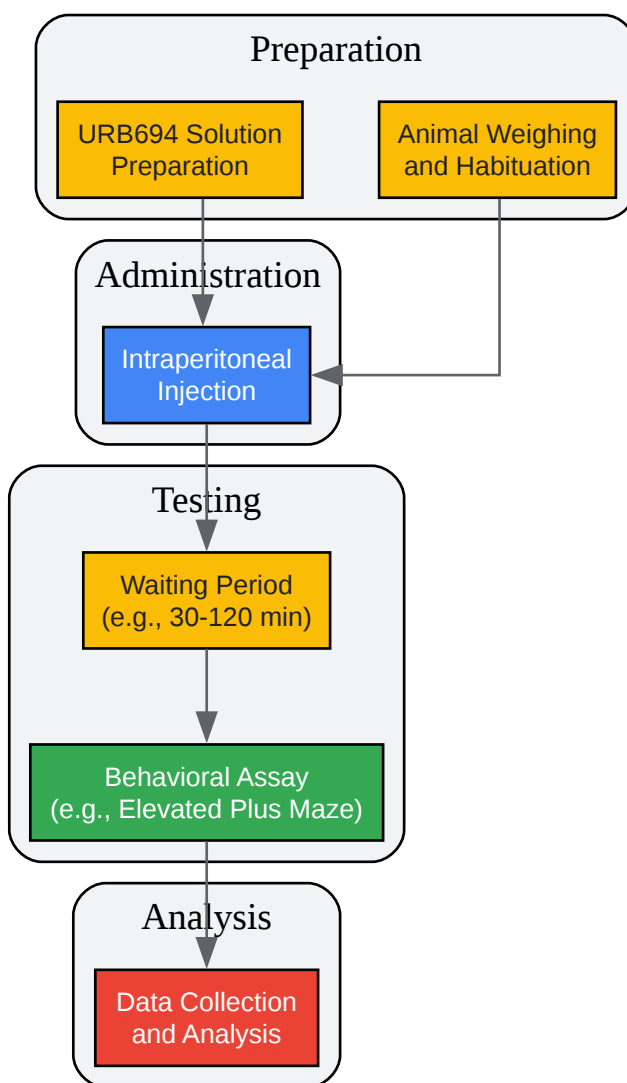 Preparation
URB694 Solution
Preparation
Animal Weighing
and Habituation
Administration
Intraperitoneal
Injection
Testing
Waiting Period
(e.g., 30-120 min)
Behavioral Assay
(e.g., Elevated Plus Maze)
Analysis
Data Collection
and Analysis